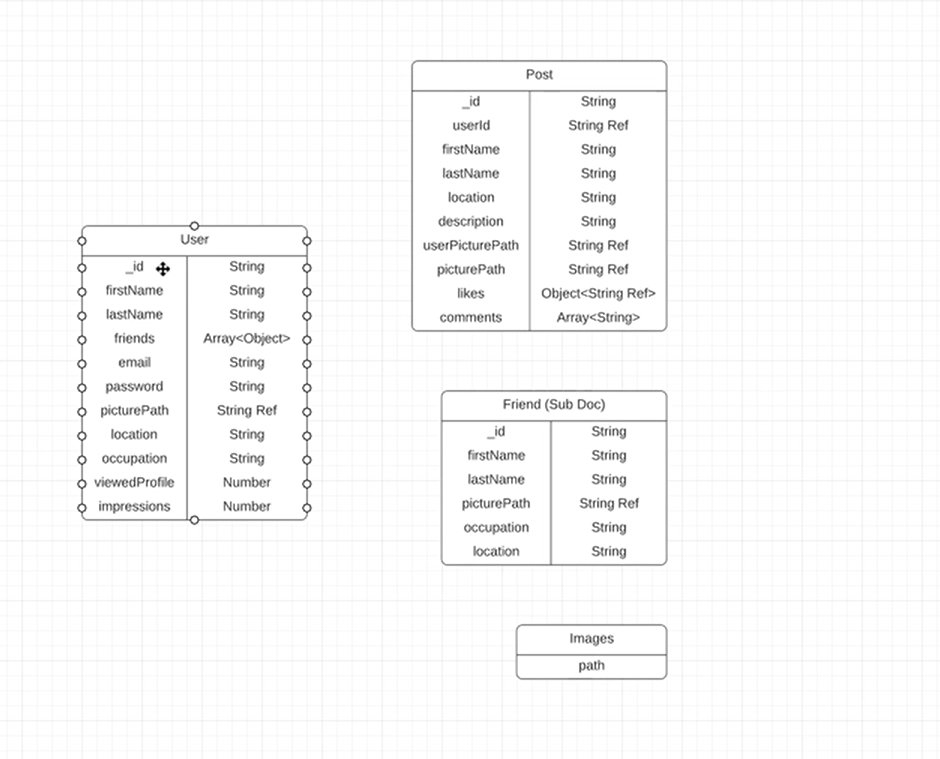 User
_id String
firstName String
lastName String
friends Array<Object>
email String
password String
picturePath String Ref
location String
occupation String
viewedProfile Number
impressions Number
Post
_id String
userId String Ref
firstName String
lastName String
location String
description String
userPicturePath String Ref
picturePath String Ref
likes Object<String Ref>
comments Array<String>
Friend (Sub Doc)
_id String
firstName String
lastName String
picturePath String Ref
occupation String
location String
Images
path